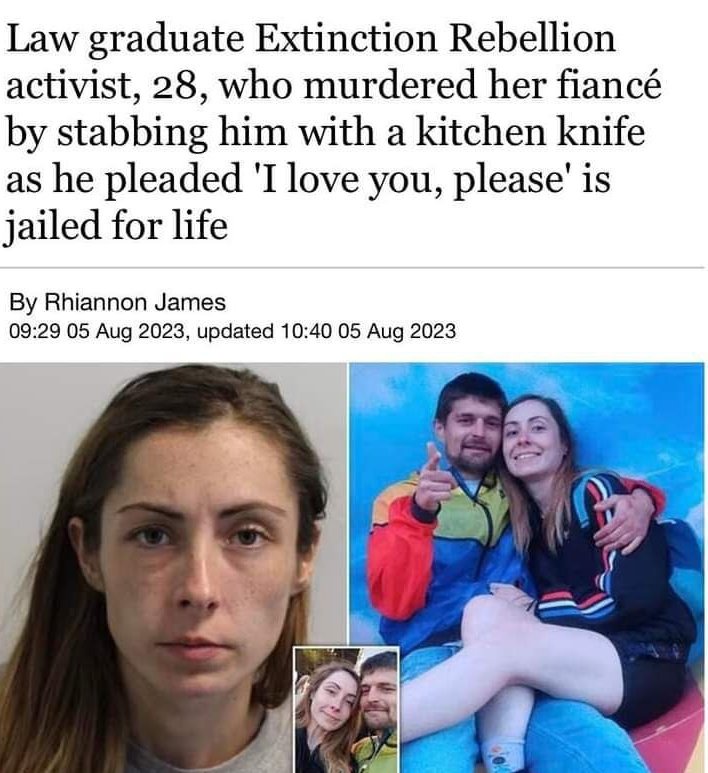 Law graduate Extinction Rebellion
activist, 28, who murdered her fiancé
by stabbing him with a kitchen knife
as he pleaded 'I love you, please' is
jailed for life
By Rhiannon James
09:29 05 Aug 2023, updated 10:40 05 Aug 2023